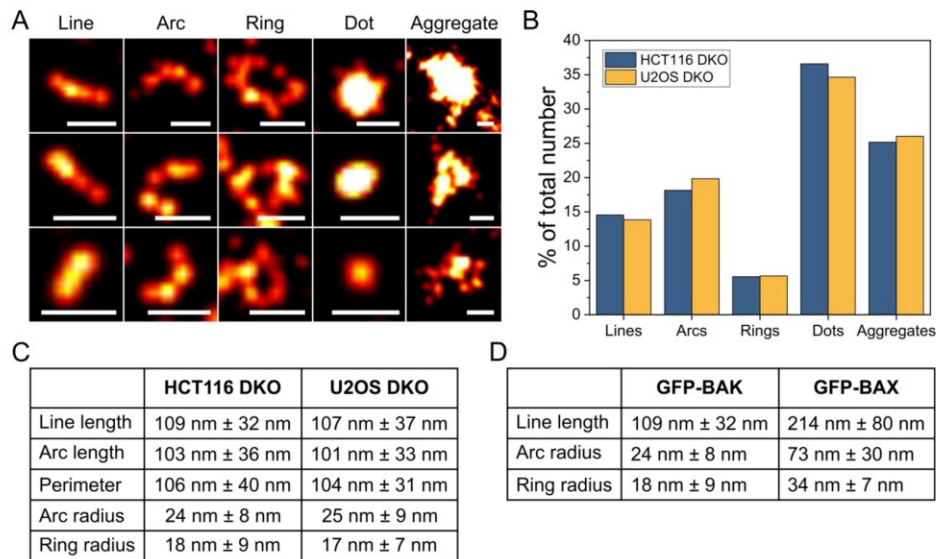 A
Line Arc Ring Dot Aggregate
B
% of total number
40
35
30
25
20
15
10
5
0
HCT116 DKO
U2OS DKO
Lines Arcs Rings Dots Aggregates
C
HCT116 DKO U2OS DKO
Line length 109 nm ± 32 nm 107 nm ± 37 nm
Arc length 103 nm ± 36 nm 101 nm ± 33 nm
Perimeter 106 nm ± 40 nm 104 nm ± 31 nm
Arc radius 24 nm ± 8 nm 25 nm ± 9 nm
Ring radius 18 nm ± 9 nm 17 nm ± 7 nm
D
GFP-BAK GFP-BAX
Line length 109 nm ± 32 nm 214 nm ± 80 nm
Arc radius 24 nm ± 8 nm 73 nm ± 30 nm
Ring radius 18 nm ± 9 nm 34 nm ± 7 nm